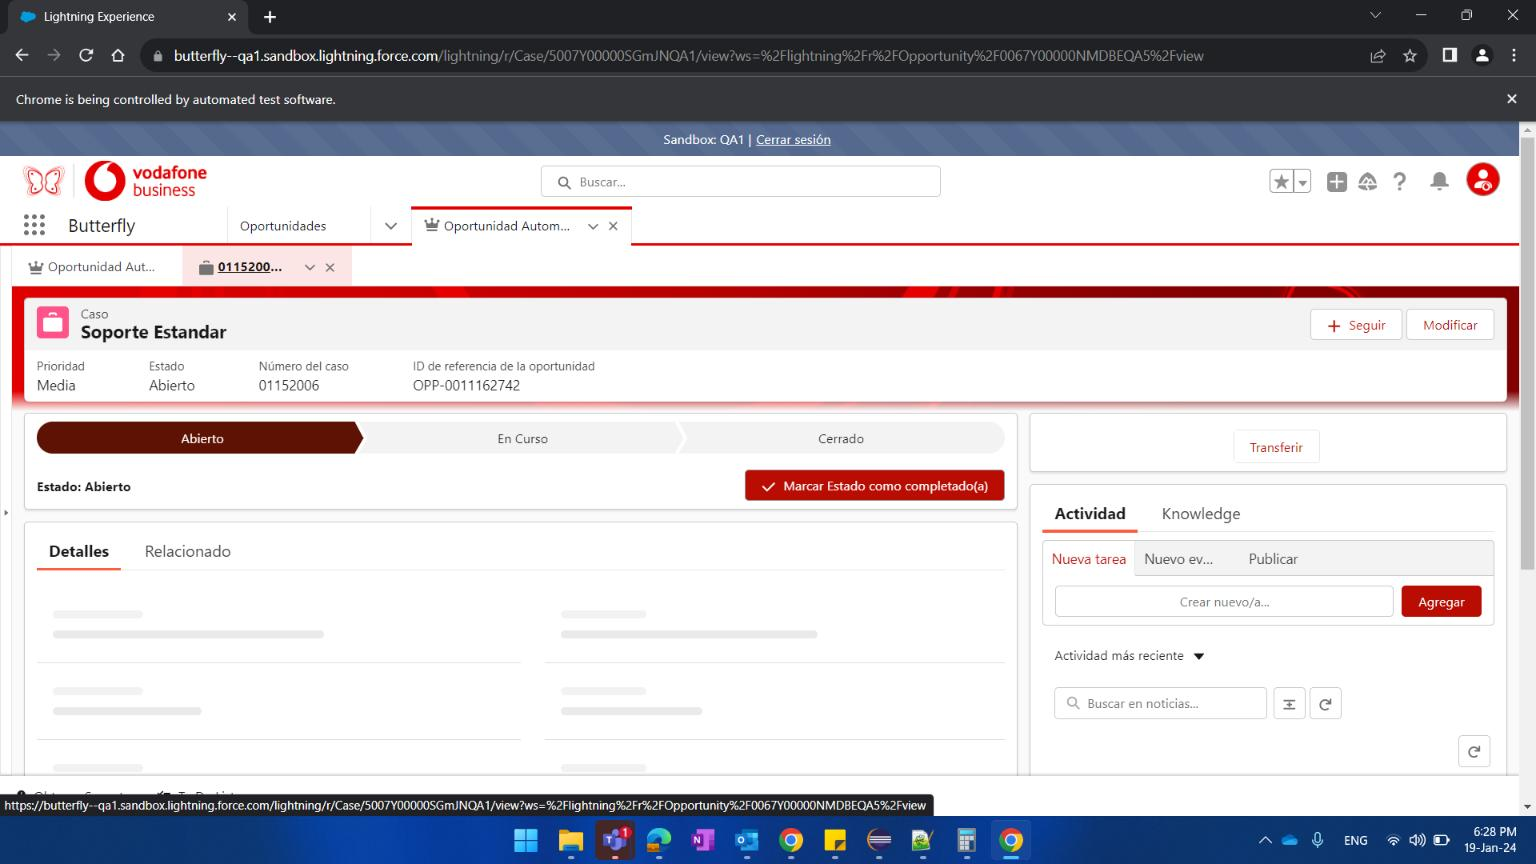 Lightning Experience
butterfly--qa1.sandbox.lightning.force.com/lightning/r/Case/5007Y00000SGmJNQA1/view?ws=%2Flightning%2Fr%2FOpportunity%2F0067Y00000NMDBEQA5%2Fview
Chrome is being controlled by automated test software.
Sandbox: QA1 | Cerrar sesión
vodafone
business
Buscar...
Butterfly
Oportunidades
Oportunidad Autom...
Oportunidad Aut...
0115200...
Caso
Soporte Estandar
Seguir
Modificar
Prioridad
Estado
Número del caso
ID de referencia de la oportunidad
Media
Abierto
01152006
OPP-0011162742
Abierto
En Curso
Cerrado
Transferir
Estado: Abierto
Marcar Estado como completado(a)
Actividad
Knowledge
Detalles
Relacionado
Nueva tarea
Nuevo ev...
Publicar
Crear nuevo/a...
Agregar
Actividad más reciente
Buscar en noticias...
https://butterfly--qa1.sandbox.lightning.force.com/lightning/r/Case/5007Y00000SGmJNQA1/view?ws=%2Flightning%2Fr%2FOpportunity%2F0067Y00000NMDBEQA5%2Fview
1
ENG
6:28 PM
19-Jan-24